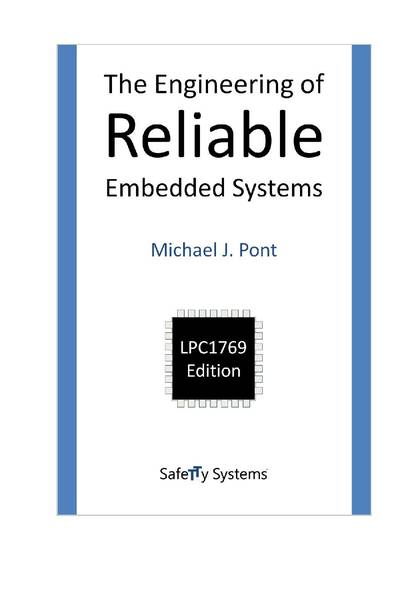 The Engineering of
Reliable
Embedded Systems
Michael J. Pont
LPC1769
Edition
SafeTTy Systems